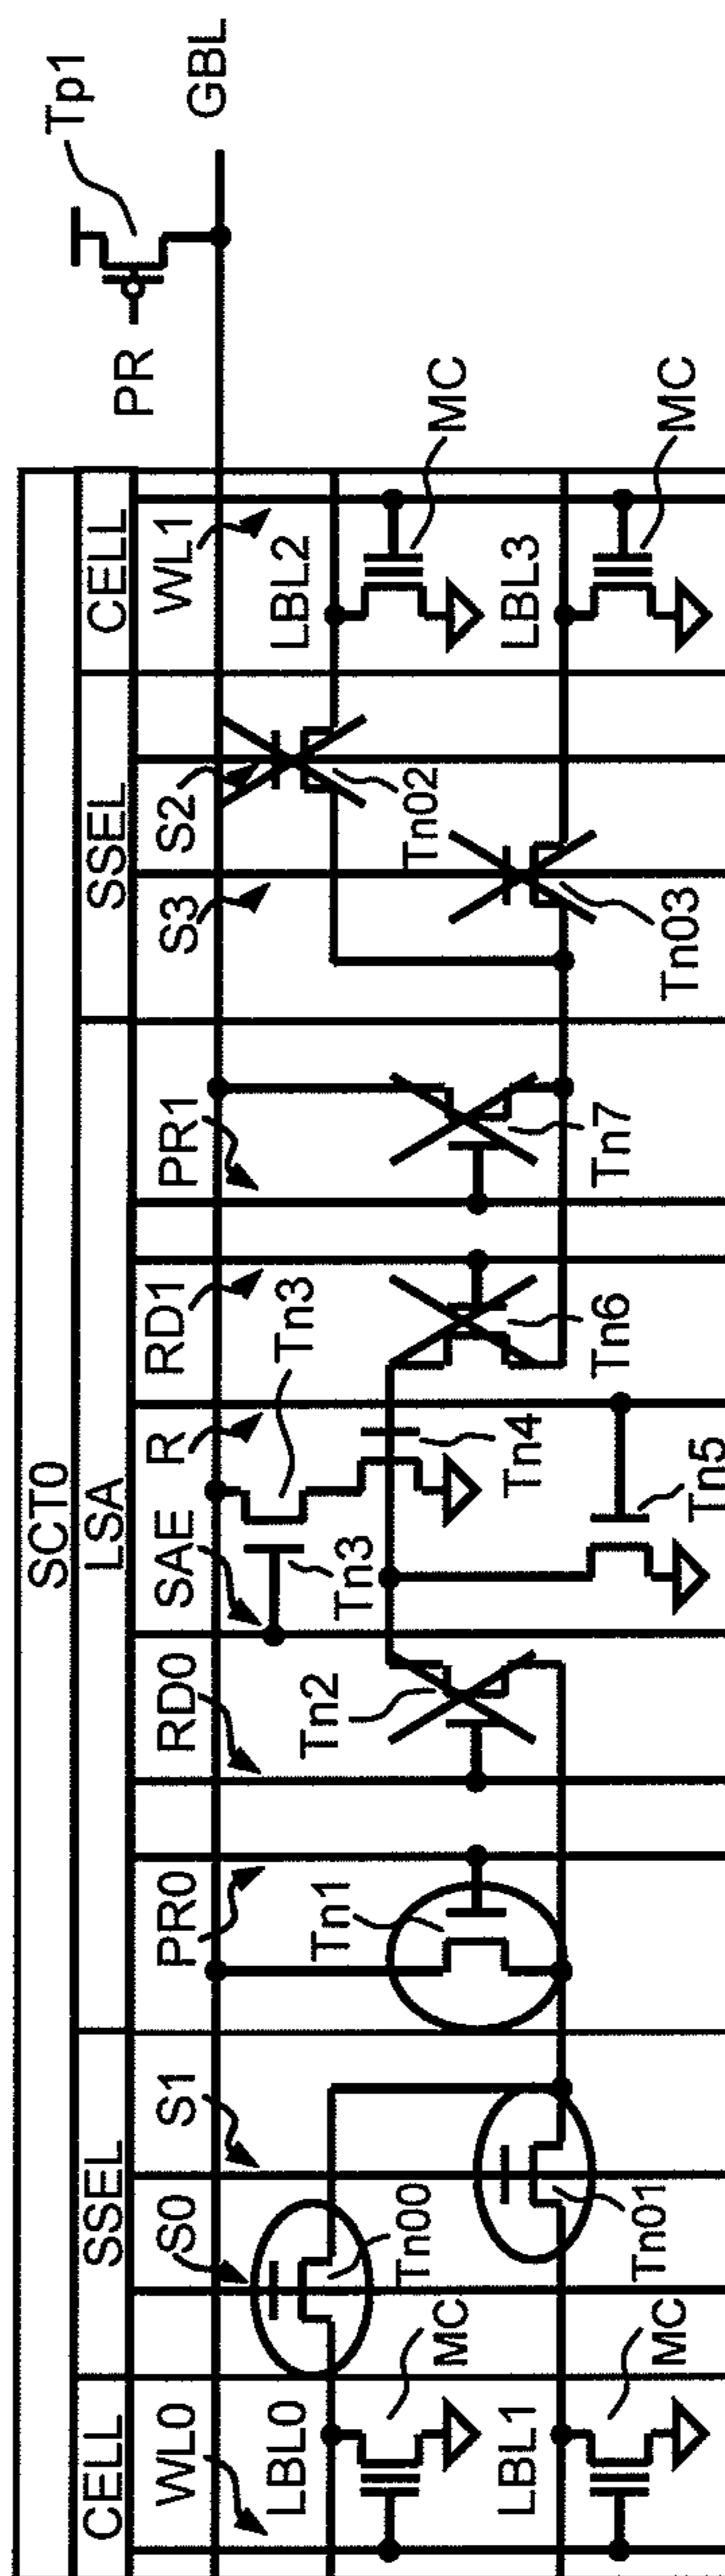 SCT0
CELL
SSEL
LSA
SSEL
CELL
WL0
S0
S1
PR0
RD0
SAE
R
RD1
PR1
S3
S2
WL1
PR
Tp1
GBL
LBL0
MC
Tn00
Tn1
Tn2
Tn3
Tn3
Tn4
Tn6
Tn7
Tn02
LBL2
MC
LBL1
MC
Tn01
Tn5
Tn03
LBL3
MC